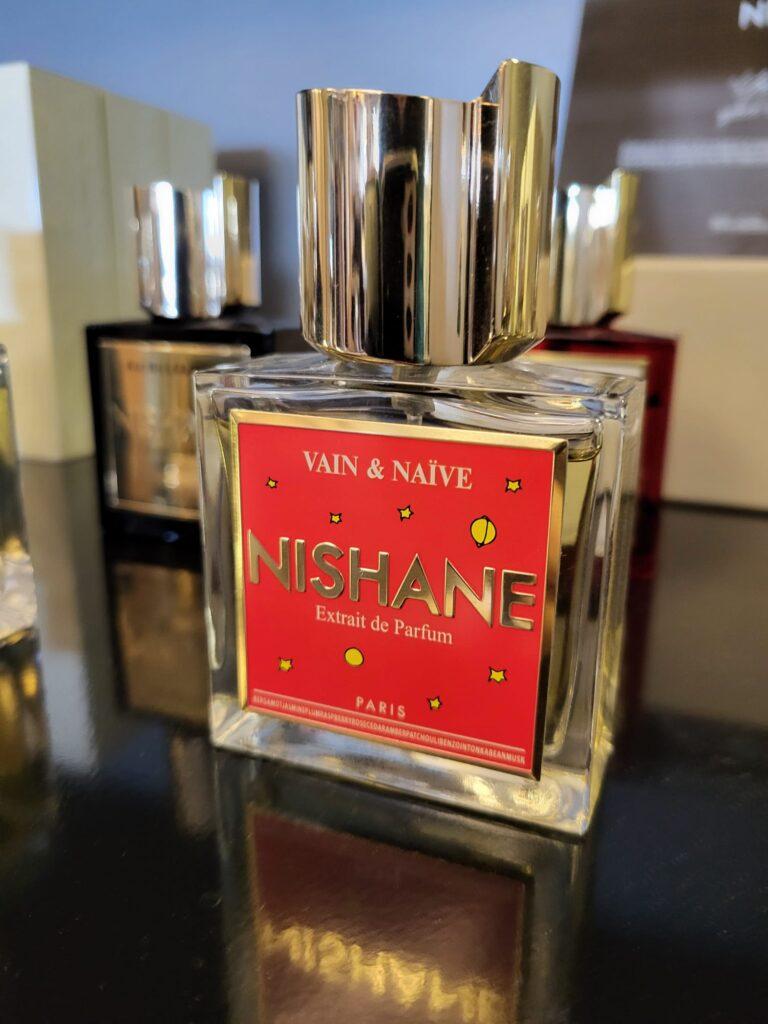 VAIN & NAÏVE
NISHANE
Extrait de Parfum
PARIS
BERGAMOTJASMINEPLUMRASPBERRYROSECEDARAMBERPATCHOULIBENZOINTONKABEANMUSK